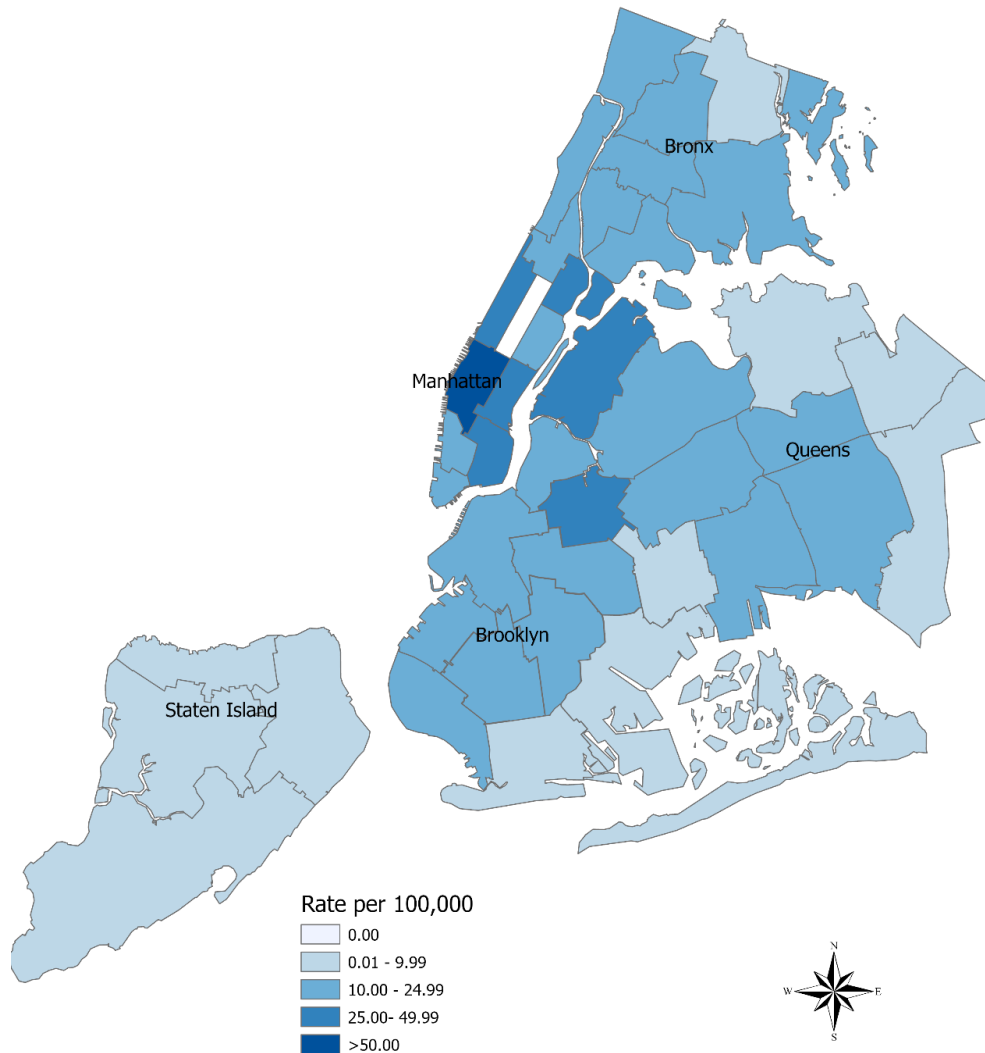 Bronx
Manhattan
Queens
Brooklyn
Staten Island
Rate per 100,000
0.00
0.01 - 9.99
10.00 - 24.99
25.00- 49.99
>50.00
N
W E
S